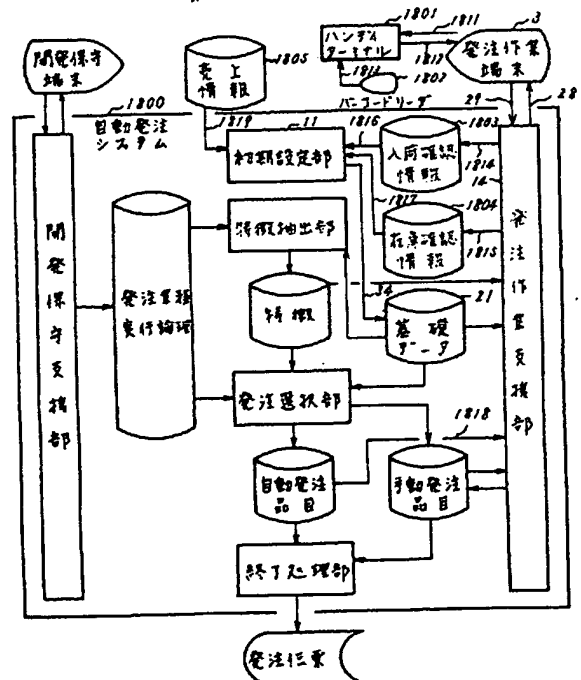 1801
1811
3
ハンディ
ターミナル
1812
発注作業
端末
開発保守
端末
売上
情報
1805
1813
1802
バーコードリーダ
29
28
1800
自動発注
システム
1819
11
1816
1803
初期設定部
入荷確認
情報
1814
14
1817
1804
開発保守支援部
発注業務
実行論理
特徴抽出部
在庫確認
情報
1815
発注作業支援部
34
21
特徴
基礎
データ
発注選択部
1818
自動発注
品目
手動発注
品目
終了処理部
発注伝票